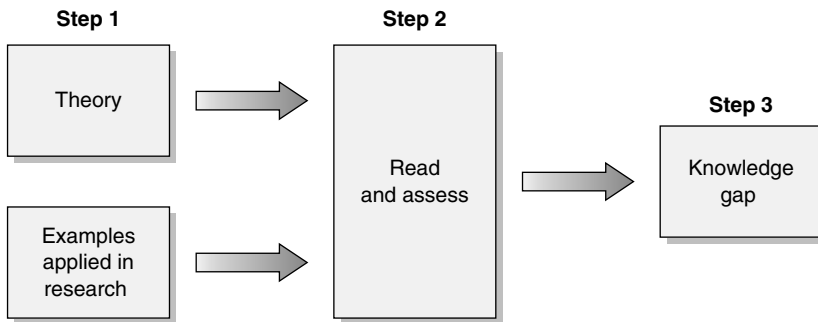 Step 1
Theory
Examples
applied in
research
Step 2
Read
and assess
Step 3
Knowledge
gap